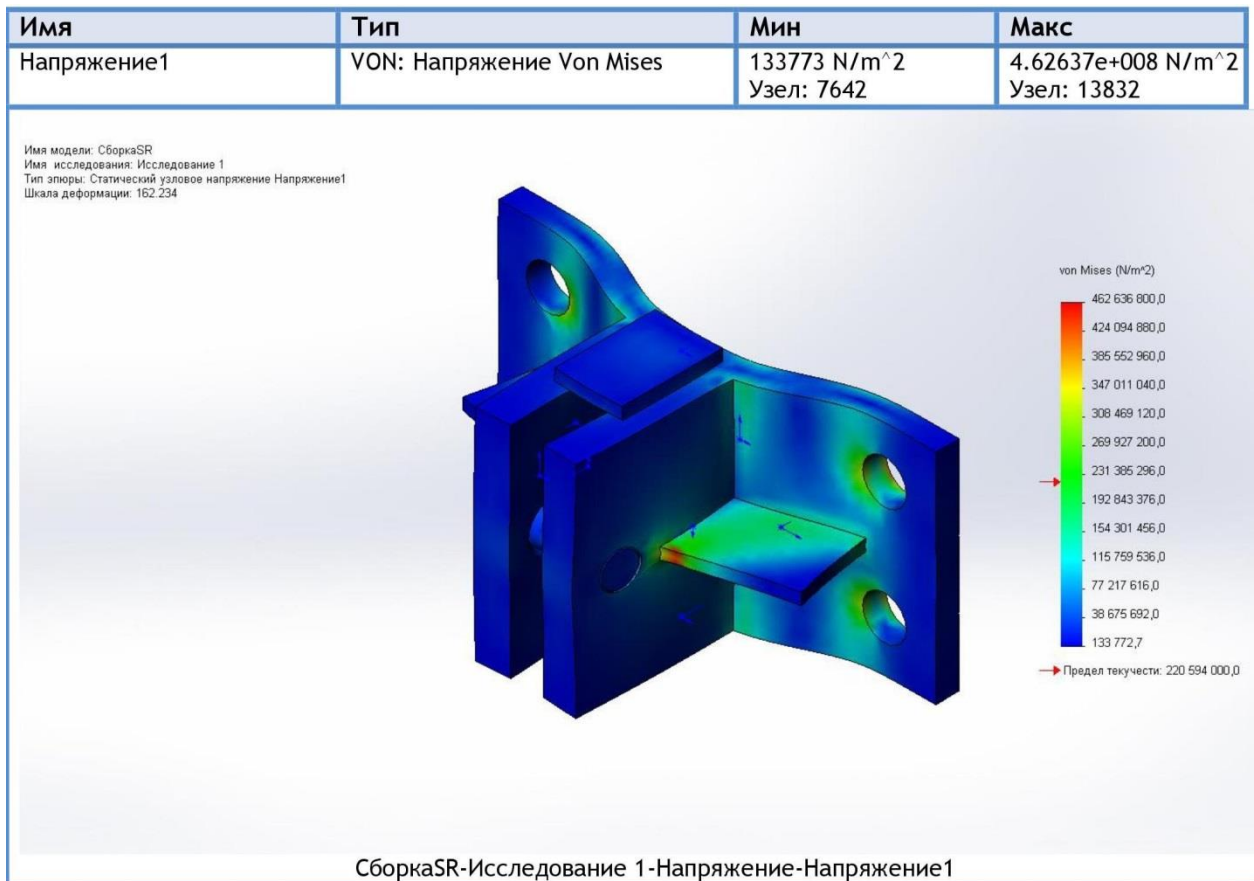 Имя Тип Мин Макс
Напряжение1 VON: Напряжение Von Mises 133773 N/m^2 4.62637e+008 N/m^2
Узел: 7642 Узел: 13832
Имя модели: СборкаSR
Имя исследования: Исследование 1
Тип эпюры: Статический узловое напряжение Напряжение1
Шкала деформации: 162.234
von Mises (N/m^2)
462 636 800,0
424 094 880,0
385 552 960,0
347 011 040,0
308 469 120,0
269 927 200,0
231 385 296,0
192 843 376,0
154 301 456,0
115 759 536,0
77 217 616,0
38 675 692,0
133 772,7
Предел текучести: 220 594 000,0
СборкаSR-Исследование 1-Напряжение-Напряжение1